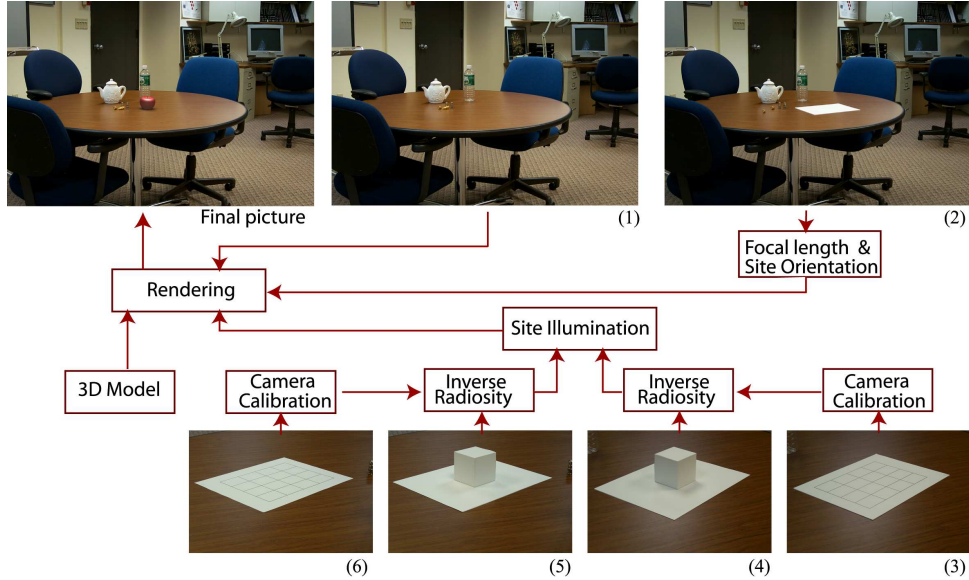 Final picture
(1)
(2)
Focal length &
Site Orientation
Rendering
Site Illumination
3D Model
Camera
Calibration
Inverse
Radiosity
Inverse
Radiosity
Camera
Calibration
(6)
(5)
(4)
(3)